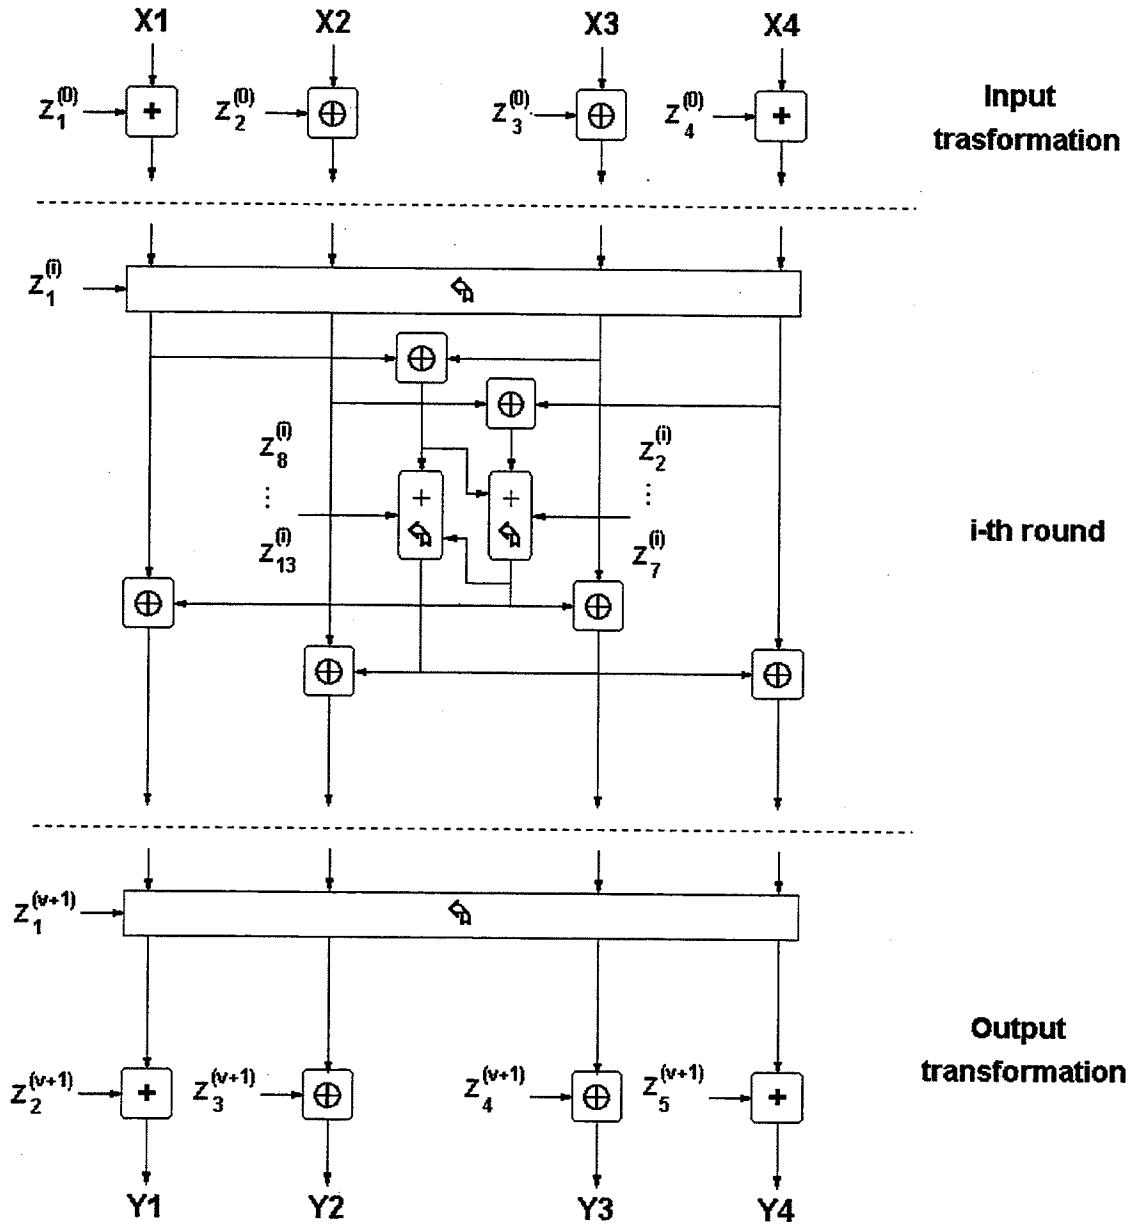 X1 X2 X3 X4
Z1(0) + Z2(0) ⊕ Z3(0) ⊕ Z4(0) +
Input
trasformation
Z1(i)
⊕
⊕
Z8(i) Z2(i)
⋮ + + ⋮
Z13(i) Z7(i)
i-th round
⊕ ⊕
⊕ ⊕
Z1(v+1)
Output
transformation
Z2(v+1) + Z3(v+1) ⊕ Z4(v+1) ⊕ Z5(v+1) +
Y1 Y2 Y3 Y4